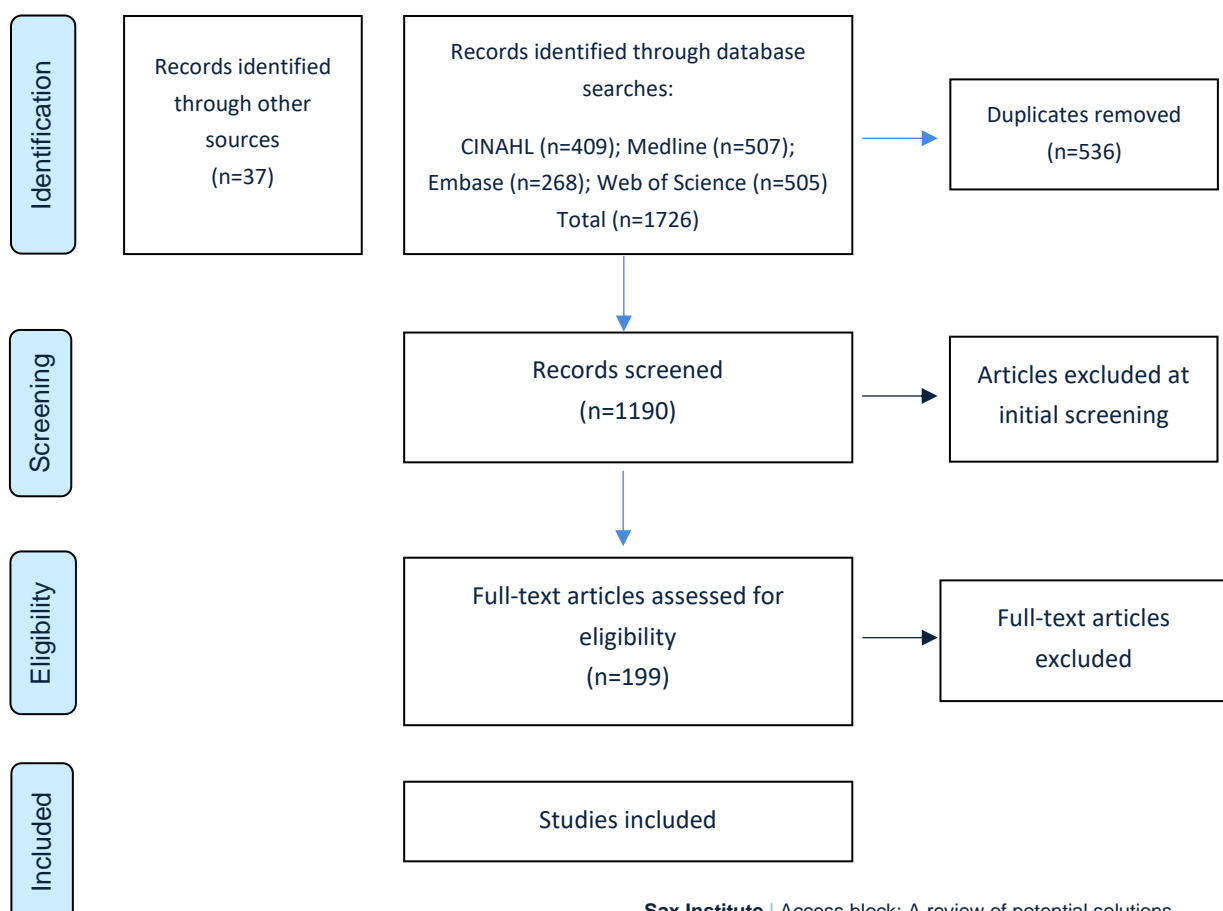 Identification
Records identified
through other
sources
(n=37)
Records identified through database
searches:
CINAHL (n=409); Medline (n=507);
Embase (n=268); Web of Science (n=505)
Total (n=1726)
Duplicates removed
(n=536)
Screening
Records screened
(n=1190)
Articles excluded at
initial screening
Eligibility
Full-text articles assessed for
eligibility
(n=199)
Full-text articles
excluded
Included
Studies included
Sax Institute | Access block: A review of potential solutions